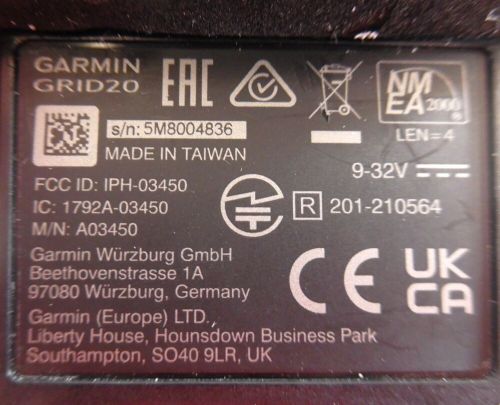 GARMIN
GRID20
EAC
NMEA 2000®
LEN=4
s/n: 5M8004836
MADE IN TAIWAN
9-32V
FCC ID: IPH-03450
IC: 1792A-03450
M/N: A03450
R 201-210564
Garmin Würzburg GmbH
Beethovenstrasse 1A
97080 Würzburg, Germany
CE
UK
CA
Garmin (Europe) LTD.
Liberty House, Hounsdown Business Park
Southampton, SO40 9LR, UK